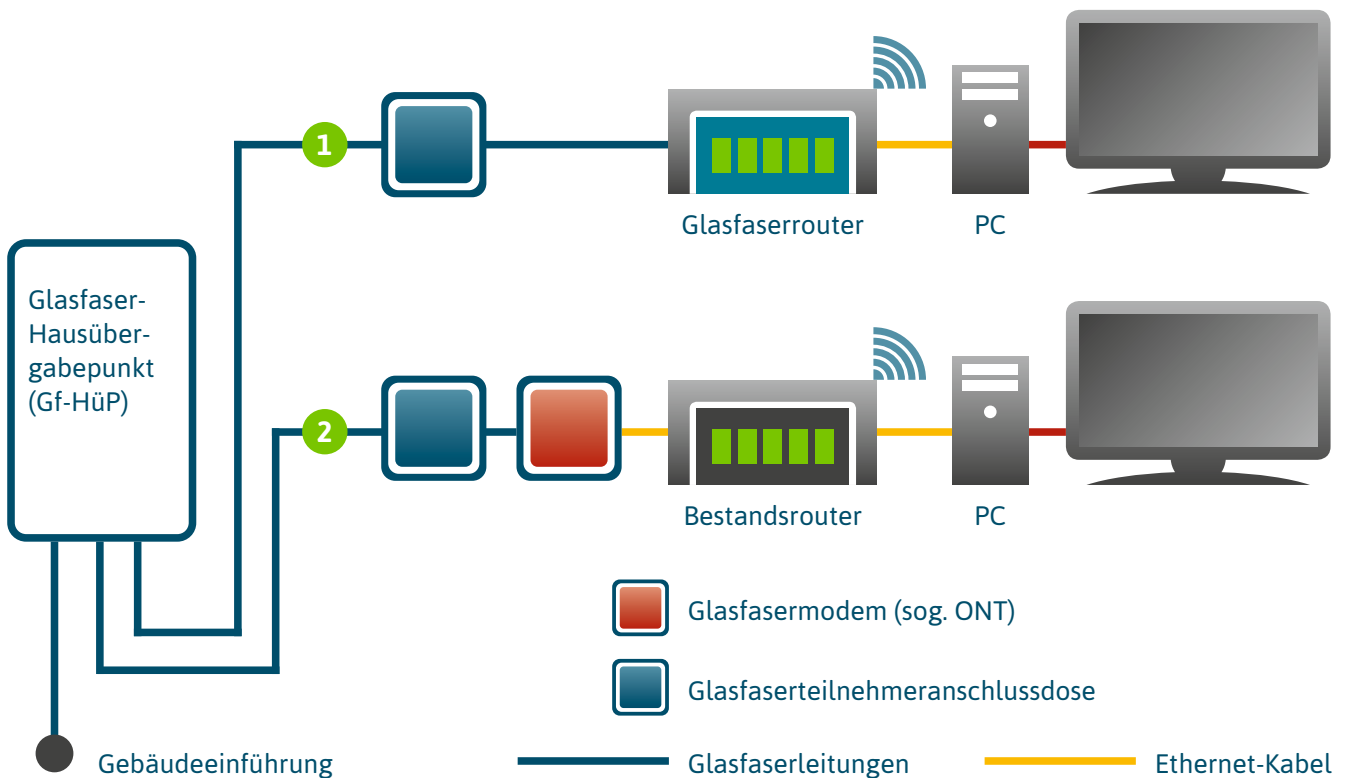 1
Glasfaserrouter
PC
Glasfaser-
Hausüber-
gabepunkt
(Gf-HüP)
2
Bestandsrouter
PC
Glasfasermodem (sog. ONT)
Glasfaserteilnehmeranschlussdose
Gebäudeeinführung
Glasfaserleitungen
Ethernet-Kabel